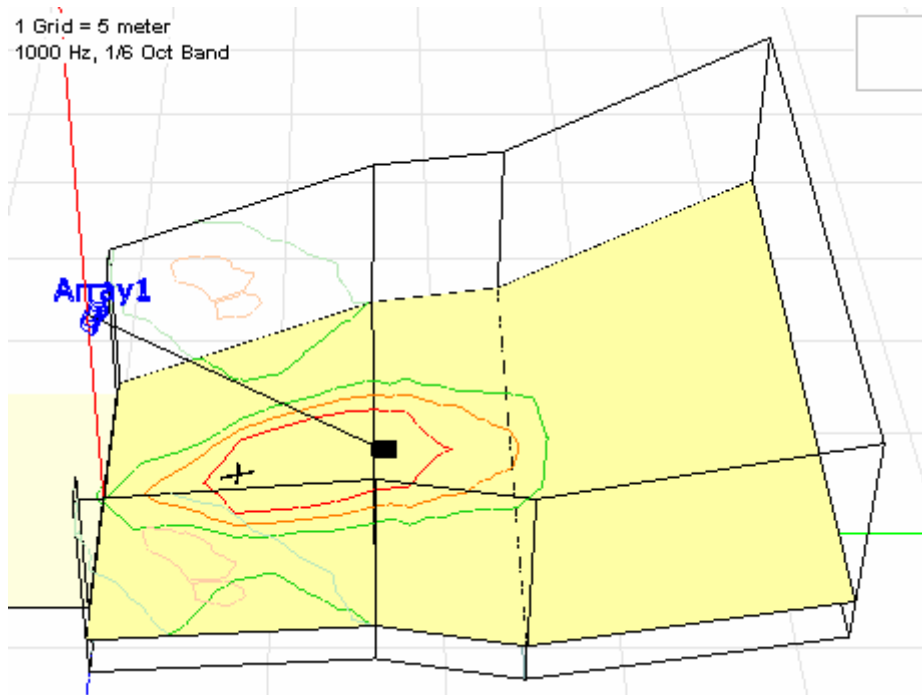 1 Grid = 5 meter
1000 Hz, 1/6 Oct Band
Array1